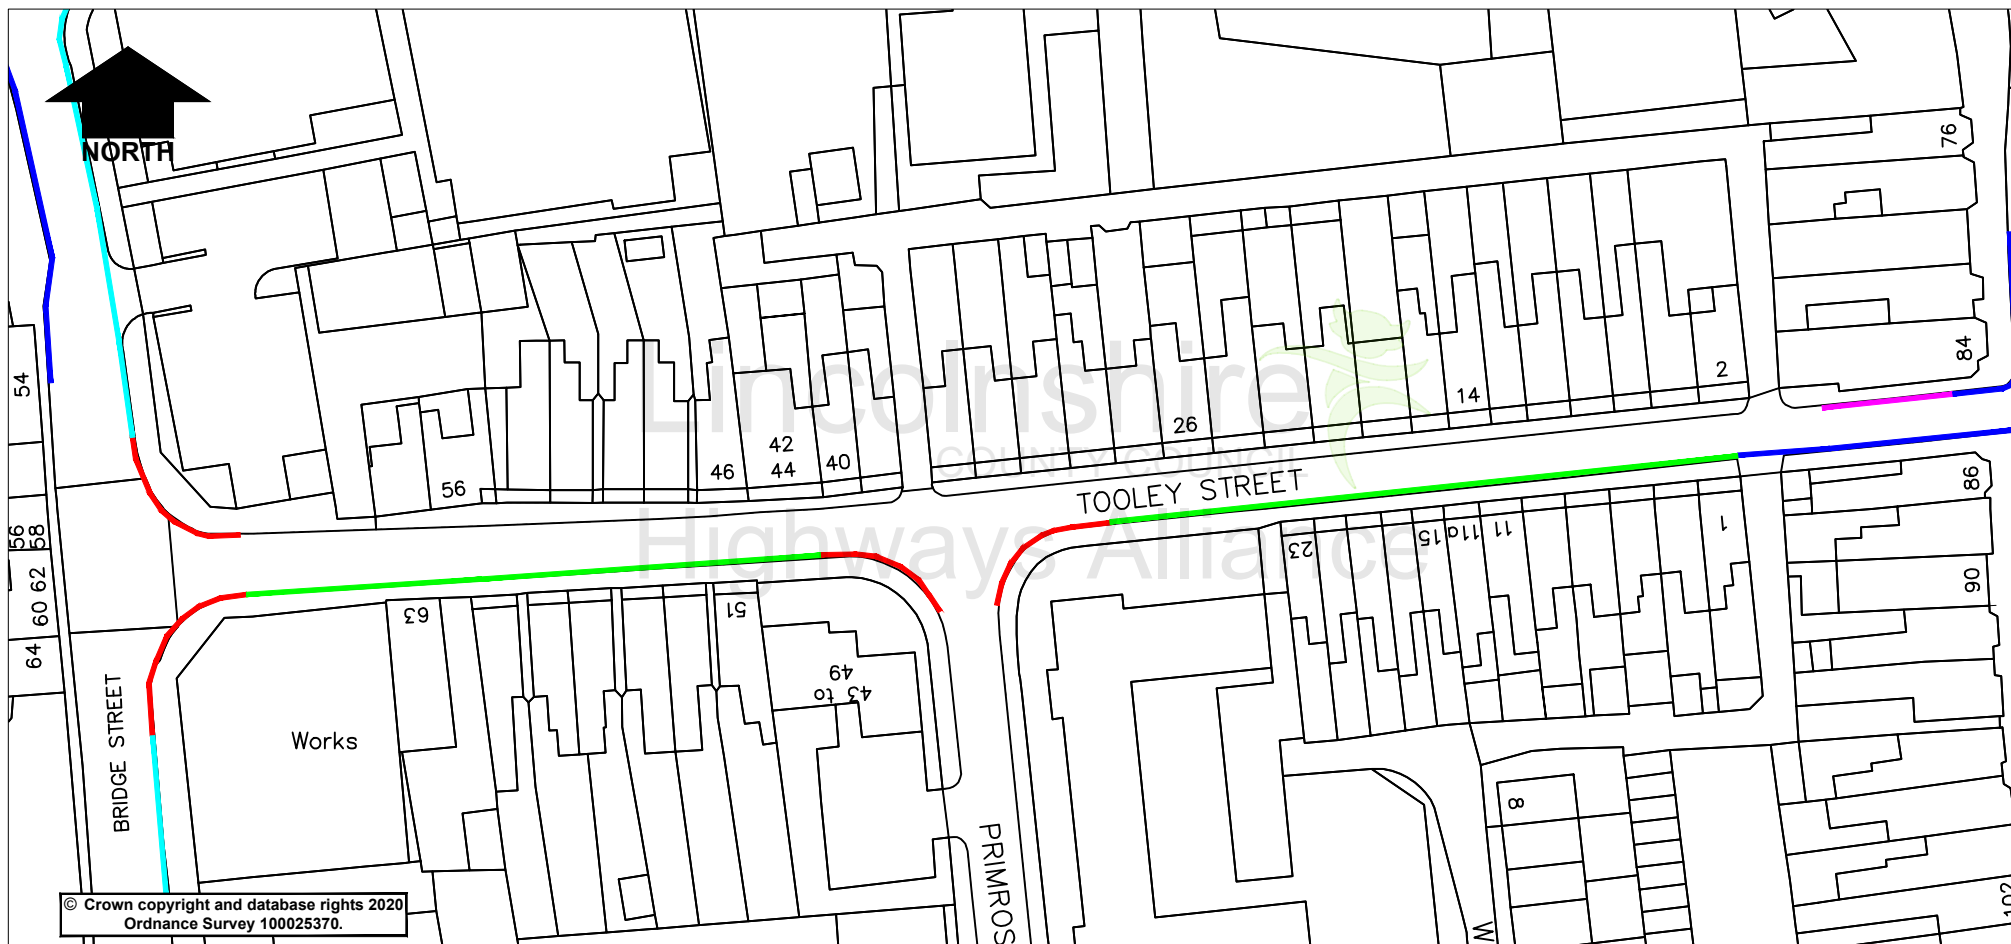 NORTH
76
84
54
2
14
26
42
44
46
40
56
Lincolnshire
COUNTY COUNCIL
Highways Alliance
TOOLEY STREET
86
90
56
58
60 62
64
63
51
23
15
11a
11
1
43 to
49
Works
BRIDGE STREET
PRIMROS
8
W
102
© Crown copyright and database rights 2020
Ordnance Survey 100025370.